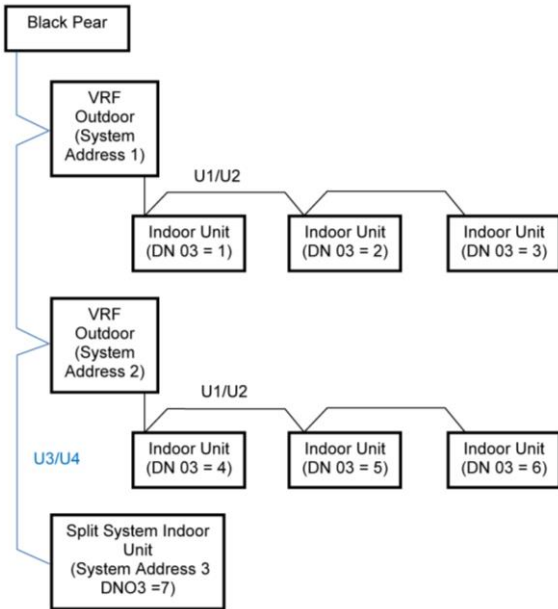 Black Pear
VRF
Outdoor
(System
Address 1)
U1/U2
Indoor Unit
(DN 03 = 1)
Indoor Unit
(DN 03 = 2)
Indoor Unit
(DN 03 = 3)
VRF
Outdoor
(System
Address 2)
U1/U2
Indoor Unit
(DN 03 = 4)
Indoor Unit
(DN 03 = 5)
Indoor Unit
(DN 03 = 6)
U3/U4
Split System Indoor
Unit
(System Address 3
DNO3 =7)